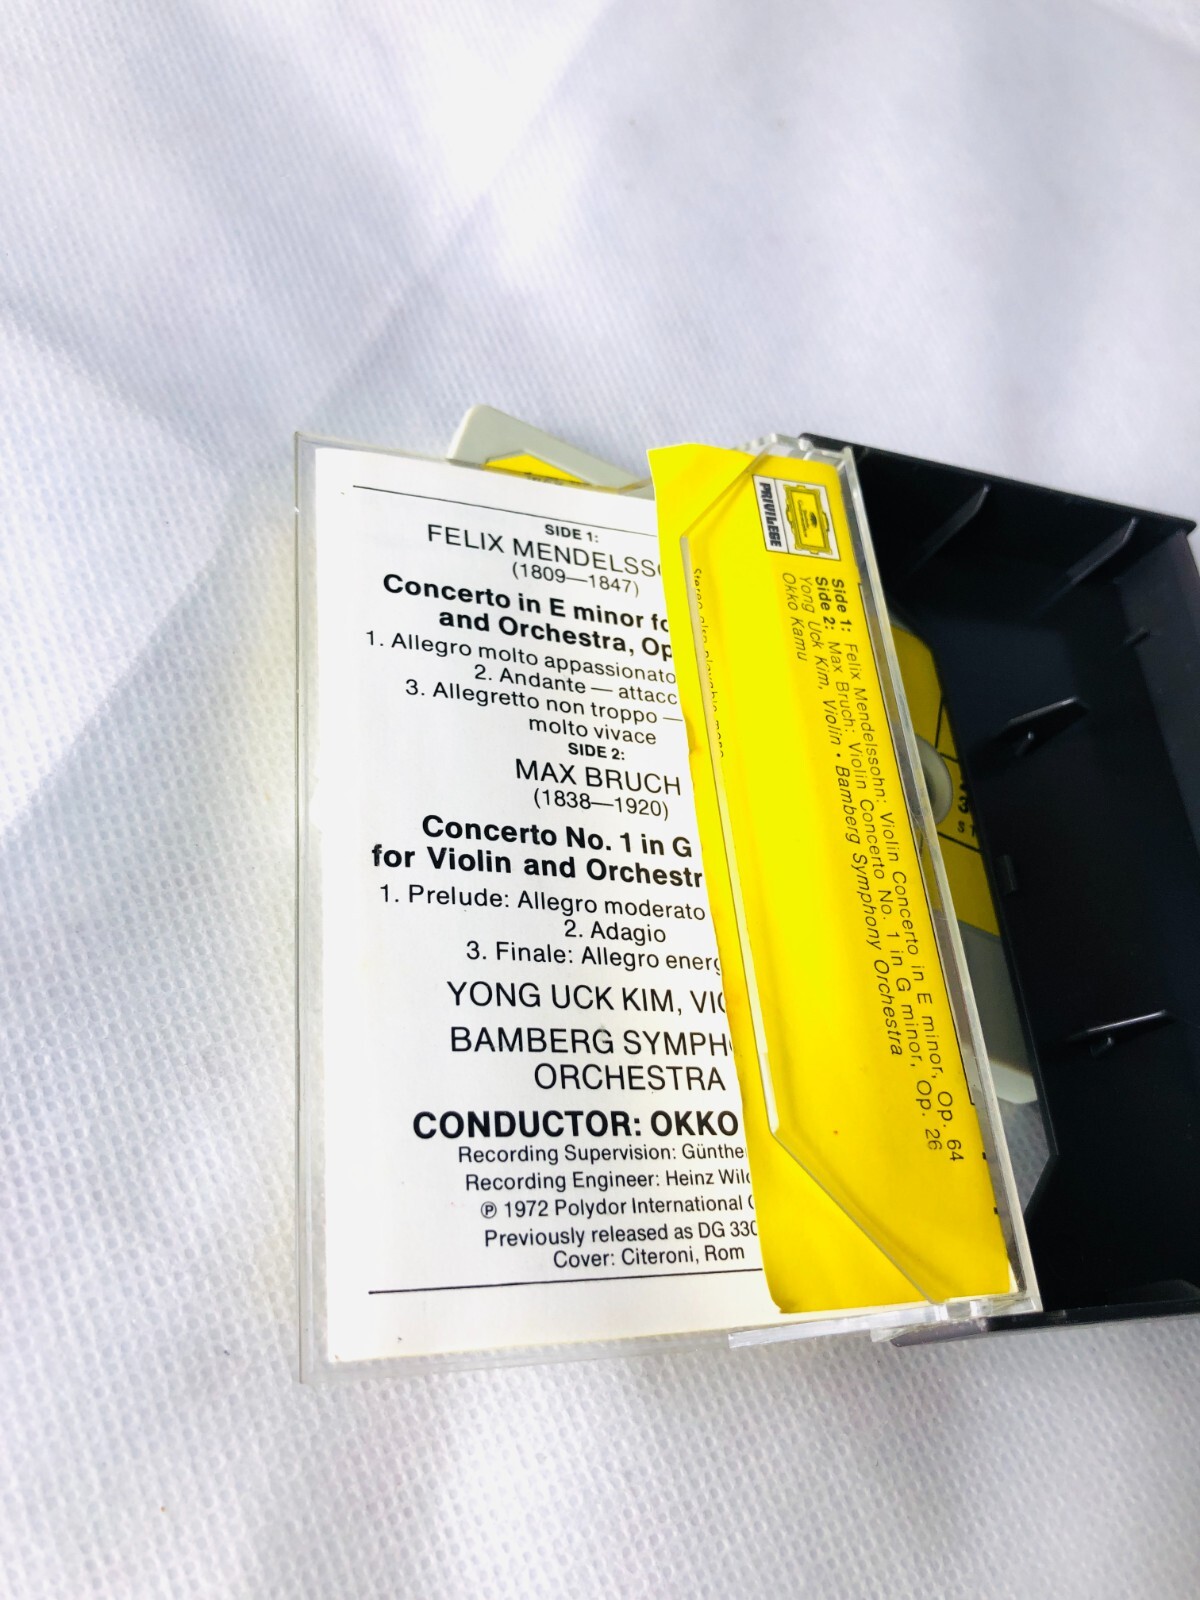 SIDE 1:
FELIX MENDELSSO
(1809—1847)
Concerto in E minor fo
and Orchestra, Op
1. Allegro molto appassionato
2. Andante — attacc
3. Allegretto non troppo —
molto vivace
SIDE 2:
MAX BRUCH
(1838—1920)
Concerto No. 1 in G
for Violin and Orchestr
1. Prelude: Allegro moderato
2. Adagio
3. Finale: Allegro energ
YONG UCK KIM, VIO
BAMBERG SYMPH
ORCHESTRA
CONDUCTOR: OKKO
Recording Supervision: Günthe
Recording Engineer: Heinz Wild
℗ 1972 Polydor International
Previously released as DG 330
Cover: Citeroni, Rom
PRIVILEGE
Side 1: Felix Mendelssohn: Violin Concerto in E minor, Op. 64
Side 2: Max Bruch: Violin Concerto No. 1 in G minor, Op. 26
Yong Uck Kim, Violin • Bamberg Symphony Orchestra
Okko Kamu